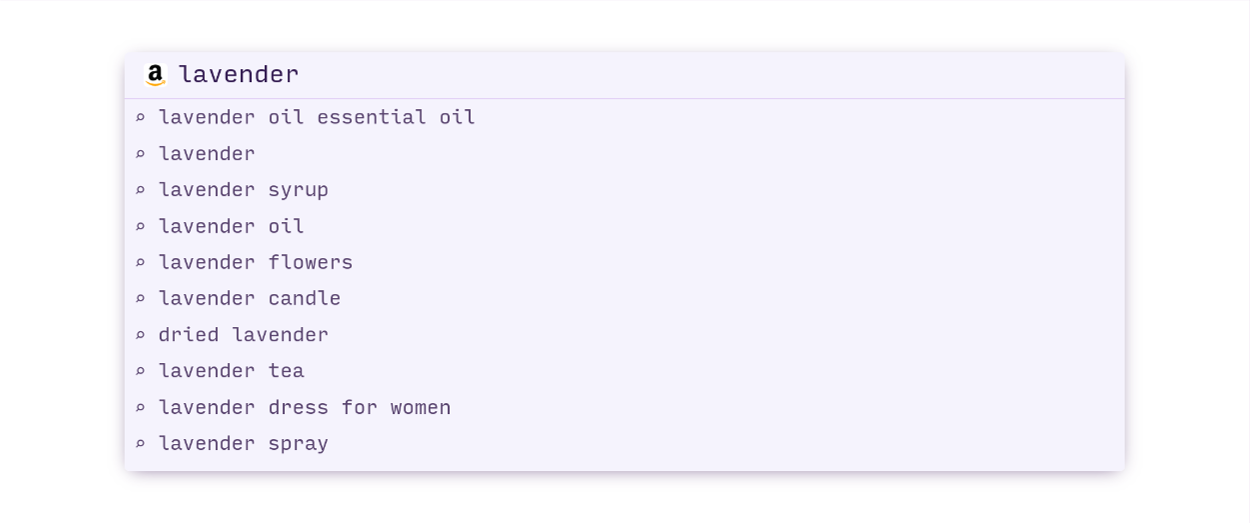 lavender
lavender oil essential oil
lavender
lavender syrup
lavender oil
lavender flowers
lavender candle
dried lavender
lavender tea
lavender dress for women
lavender spray